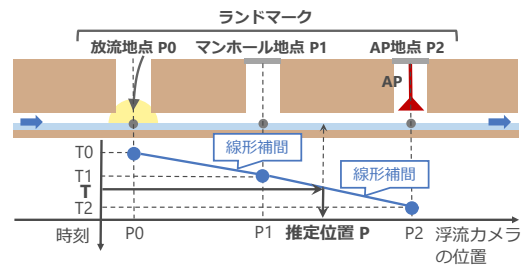 ランドマーク
放流地点 P0 マンホール地点 P1 AP地点 P2
AP
T0
線形補間
T1
T
線形補間
T2
時刻 P0 P1 推定位置 P P2 浮流カメラ
の位置